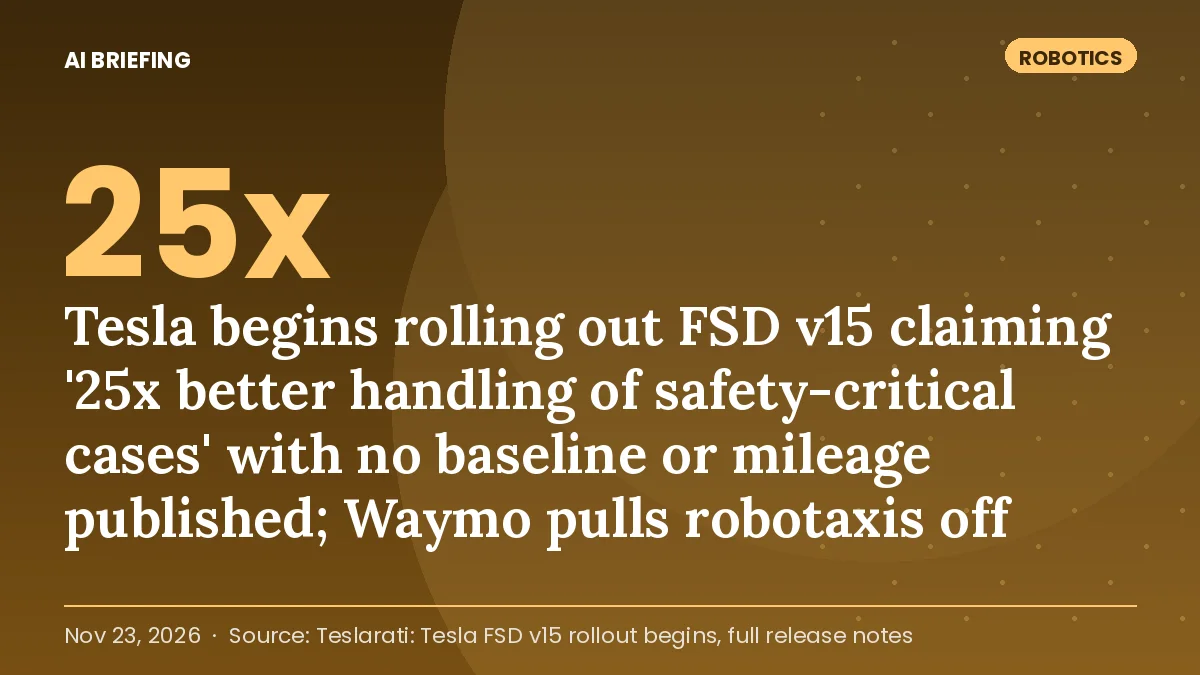 AI BRIEFING
ROBOTICS
25x
Tesla begins rolling out FSD v15 claiming
'25x better handling of safety-critical
cases' with no baseline or mileage
published; Waymo pulls robotaxis off
Nov 23, 2026 · Source: Teslarati: Tesla FSD v15 rollout begins, full release notes